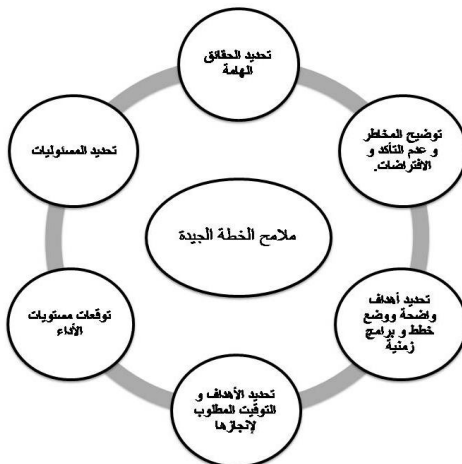 تحديد الحقائق
الهامة
توضيح المخاطر
و عدم التأكد و
الافتراضات.
تحديد أهداف
واضحة ووضع
خطط و برامج
زمنية
تحديد الأهداف و
التوقيت المطلوب
لإنجازها
توقعات مستويات
الأداء
تحديد المسئوليات
ملامح الخطة الجيدة